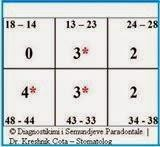 18 – 14 13 – 23 24 – 28
0 3* 2
4* 3* 2
48 - 44 43 - 33 34 - 38
© Diagnostikimi i Semundjeve Parodontale |
Dr. Kreshnik Cota – Stomatolog